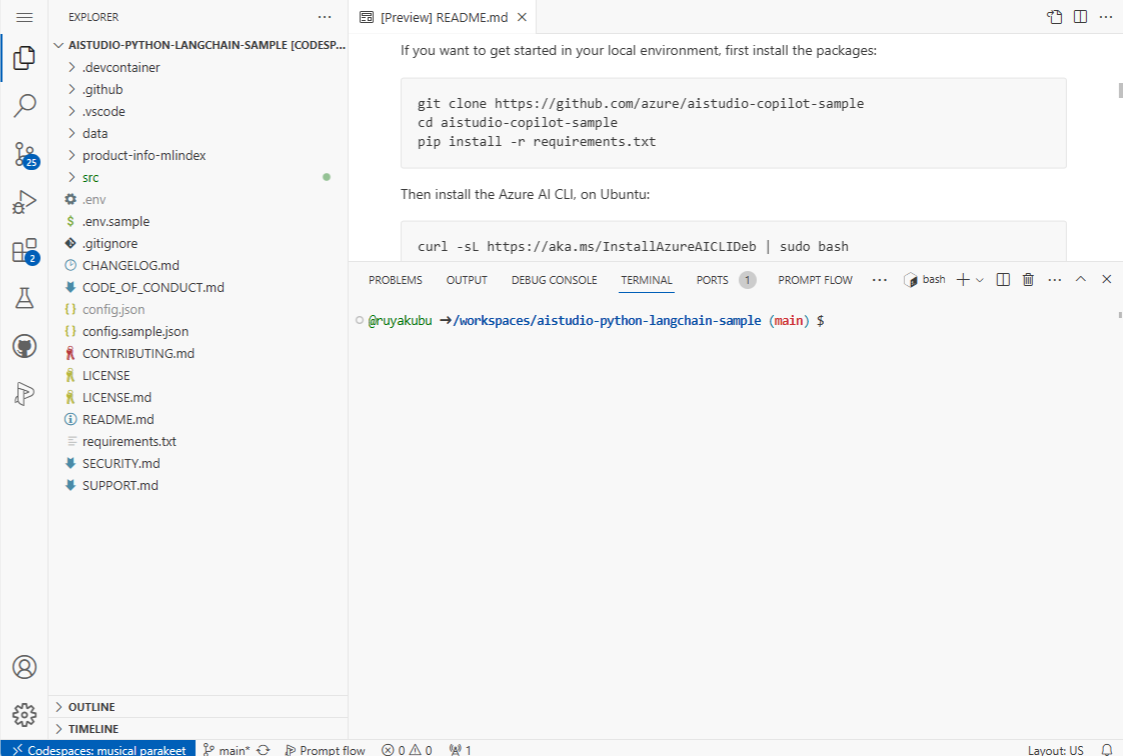 EXPLORER
AISTUDIO-PYTHON-LANGCHAIN-SAMPLE [CODESP...
.devcontainer
.github
.vscode
data
product-info-mlindex
src
.env
$ .env.sample
.gitignore
CHANGELOG.md
CODE_OF_CONDUCT.md
{} config.json
{} config.sample.json
CONTRIBUTING.md
LICENSE
LICENSE.md
README.md
requirements.txt
SECURITY.md
SUPPORT.md
OUTLINE
TIMELINE
25
2
[Preview] README.md
If you want to get started in your local environment, first install the packages:
git clone https://github.com/azure/aistudio-copilot-sample
cd aistudio-copilot-sample
pip install -r requirements.txt
Then install the Azure AI CLI, on Ubuntu:
curl -sL https://aka.ms/InstallAzureAICLIDeb | sudo bash
PROBLEMS OUTPUT DEBUG CONSOLE TERMINAL PORTS 1 PROMPT FLOW ... bash
@ruyakubu ➜/workspaces/aistudio-python-langchain-sample (main) $
Codespaces: musical parakeet main* Prompt flow 0 0 1 Layout: US